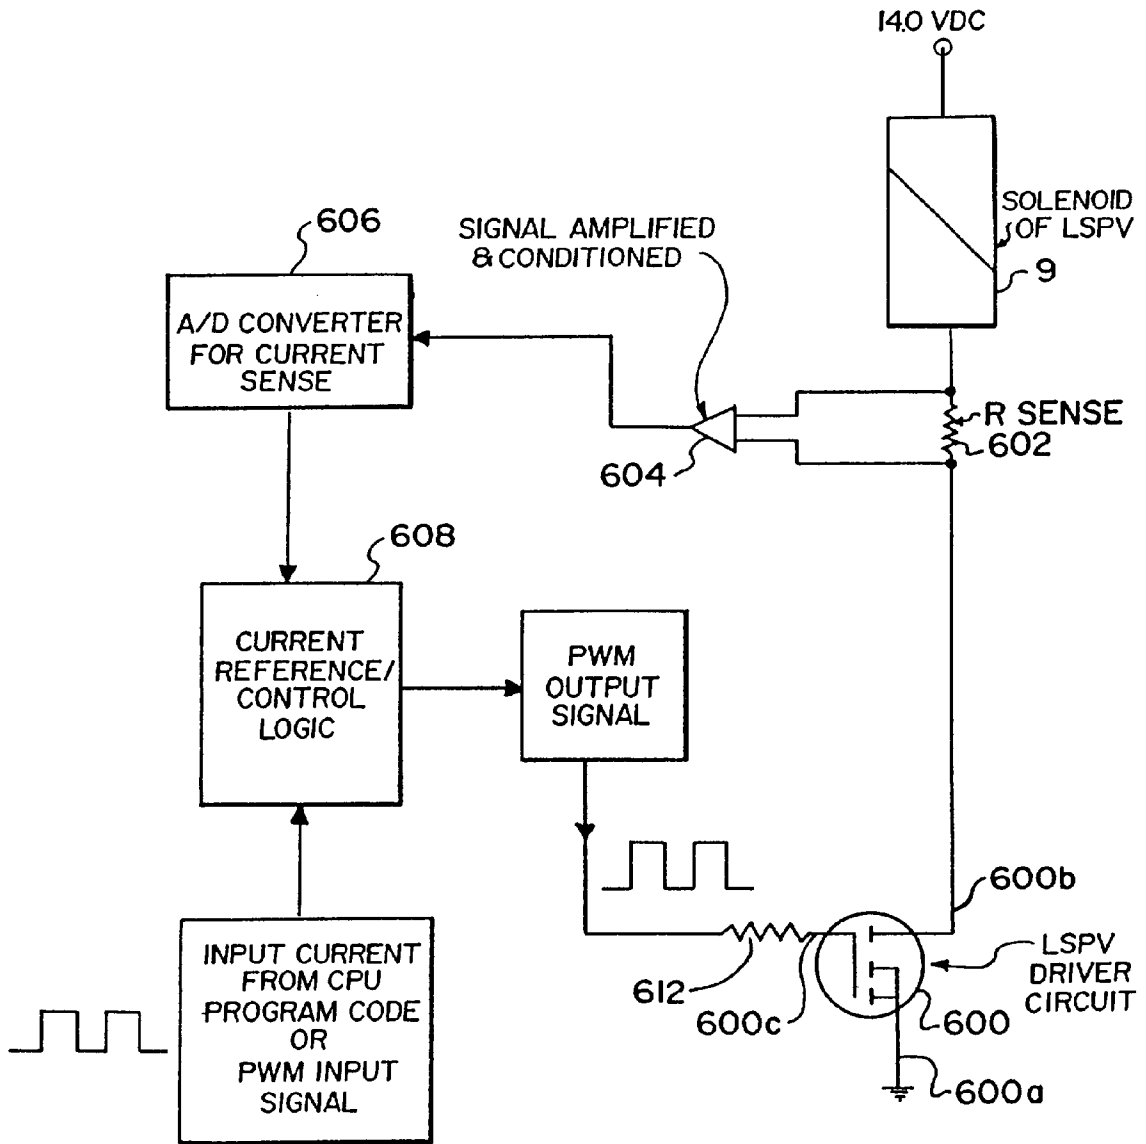 14.0 VDC
SOLENOID
OF LSPV
9
606
SIGNAL AMPLIFIED
& CONDITIONED
A/D CONVERTER
FOR CURRENT
SENSE
R SENSE
602
604
608
CURRENT
REFERENCE/
CONTROL
LOGIC
PWM
OUTPUT
SIGNAL
600b
LSPV
DRIVER
CIRCUIT
612
600c
600
600a
INPUT CURRENT
FROM CPU
PROGRAM CODE
OR
PWM INPUT
SIGNAL